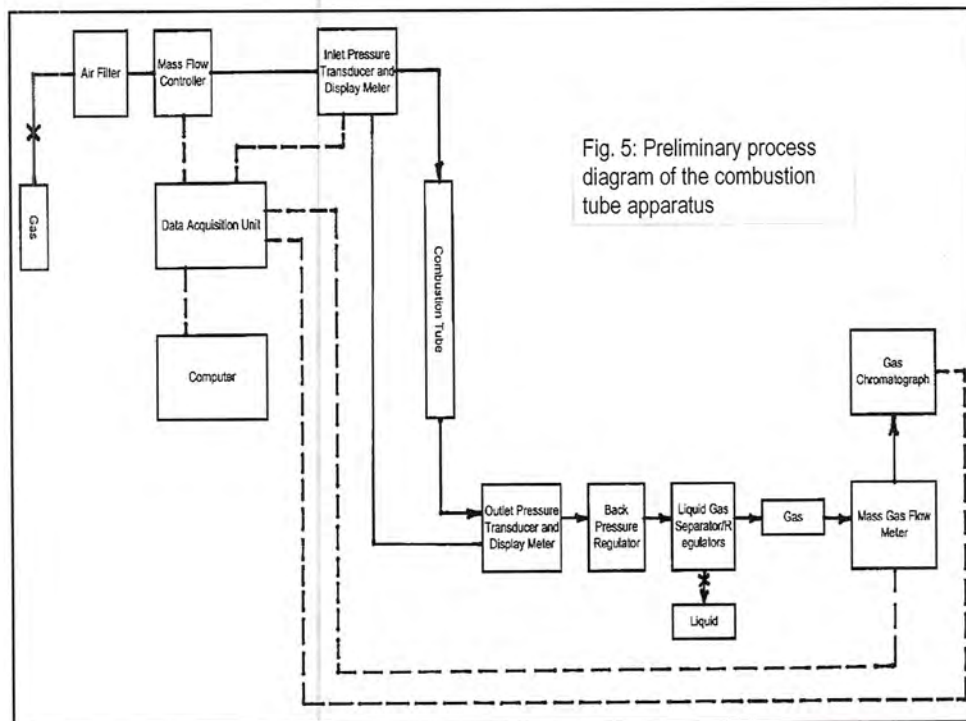 Air Filter
Mass Flow
Controller
Inlet Pressure
Transducer and
Display Meter
Gas
Data Acquisition Unit
Computer
Combustion Tube
Fig. 5: Preliminary process
diagram of the combustion
tube apparatus
Gas
Chromatograph
Outlet Pressure
Transducer and
Display Meter
Back
Pressure
Regulator
Liquid Gas
Separator/R
egulators
Gas
Mass Gas Flow
Meter
Liquid